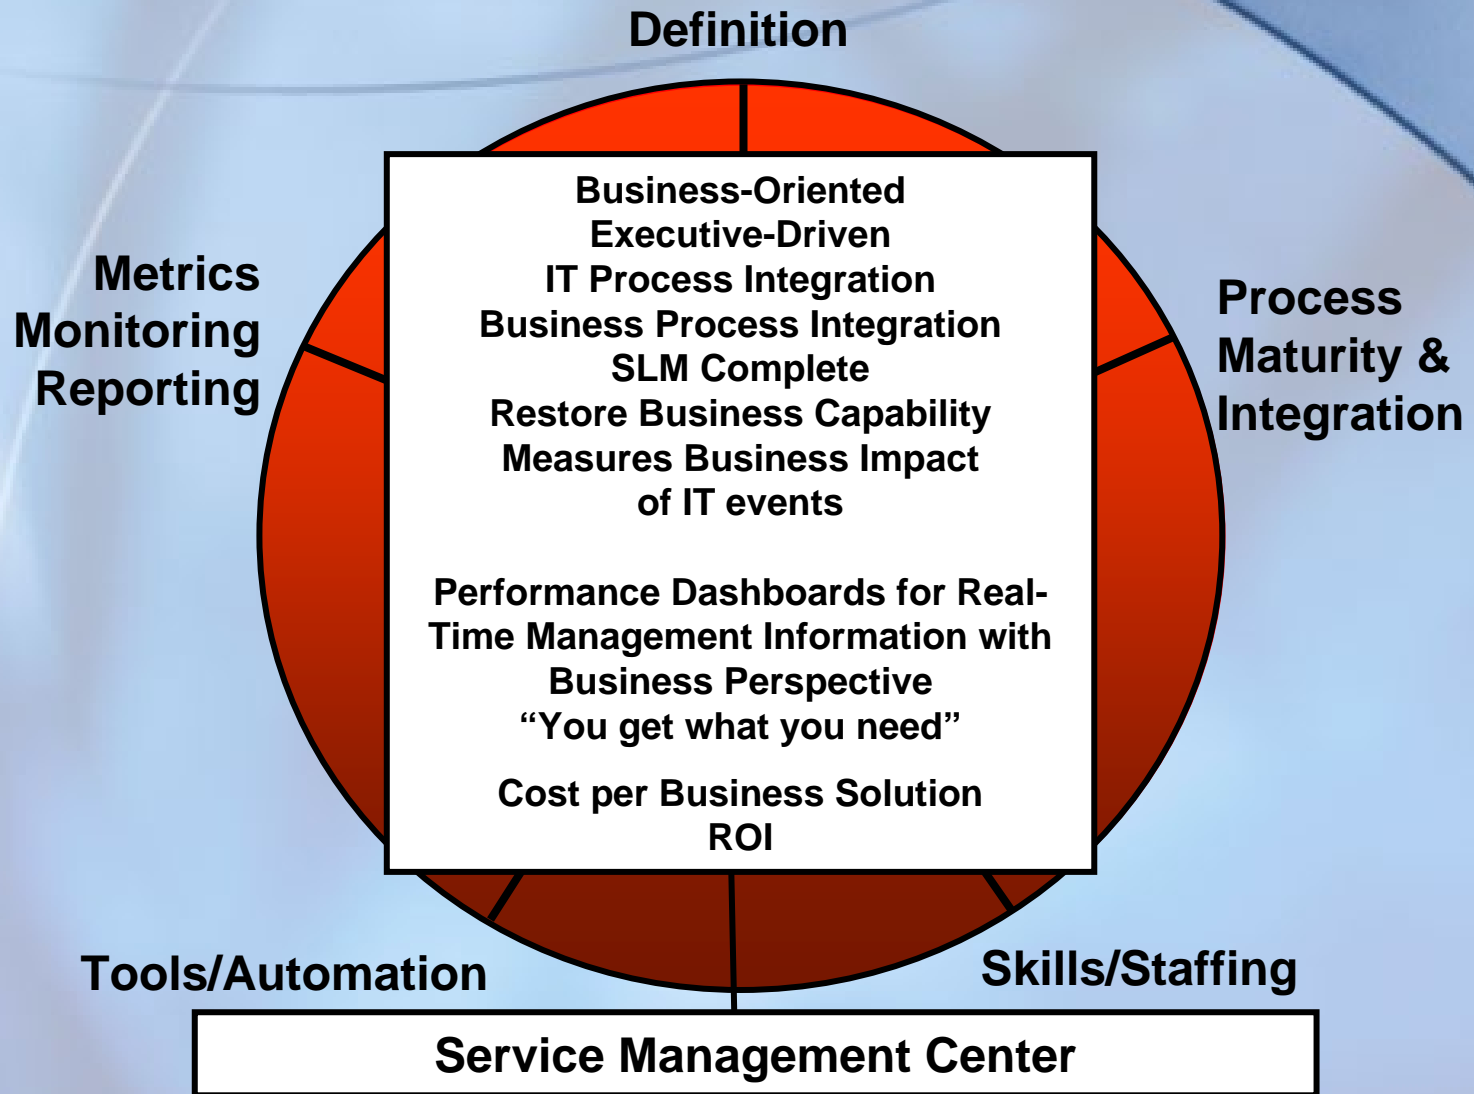 Definition
Metrics
Monitoring
Reporting
Business-Oriented
Executive-Driven
IT Process Integration
Business Process Integration
SLM Complete
Restore Business Capability
Measures Business Impact
of IT events
Performance Dashboards for Real-
Time Management Information with
Business Perspective
“You get what you need”
Cost per Business Solution
ROI
Process
Maturity &
Integration
Tools/Automation
Skills/Staffing
Service Management Center